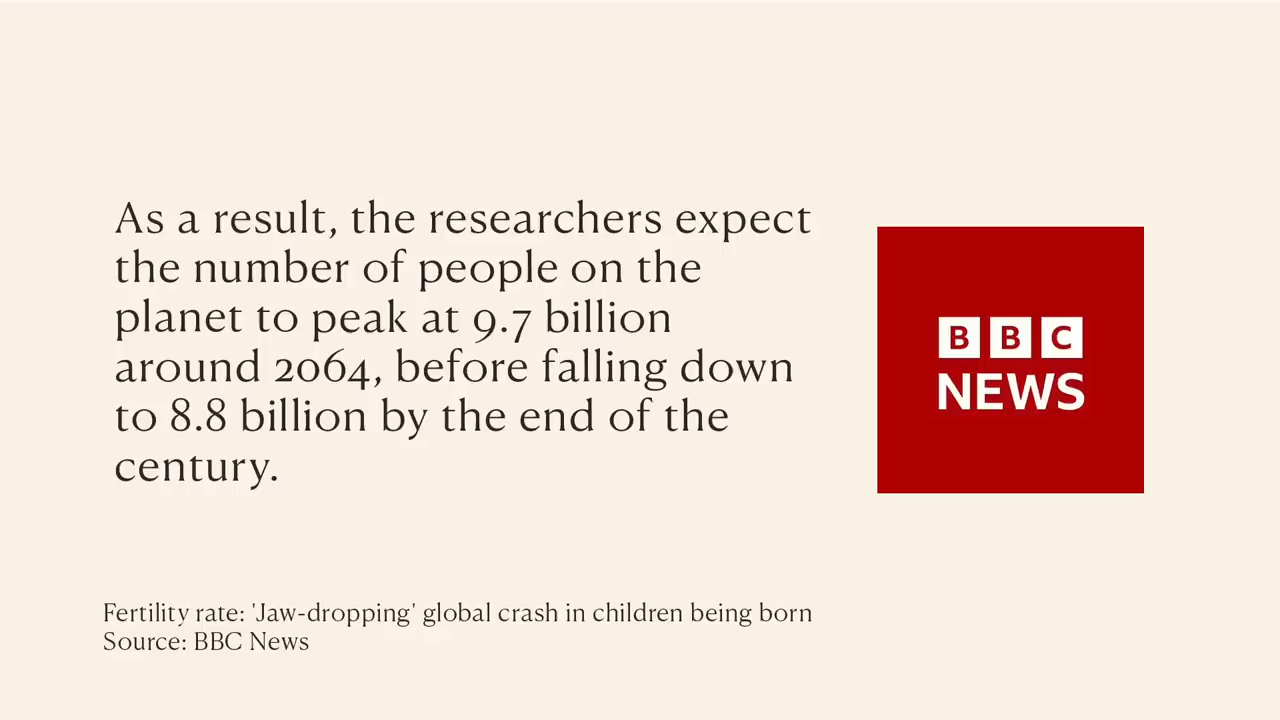 As a result, the researchers expect
the number of people on the
planet to peak at 9.7 billion
around 2064, before falling down
to 8.8 billion by the end of the
century.
BBC
NEWS
Fertility rate: 'Jaw-dropping' global crash in children being born
Source: BBC News